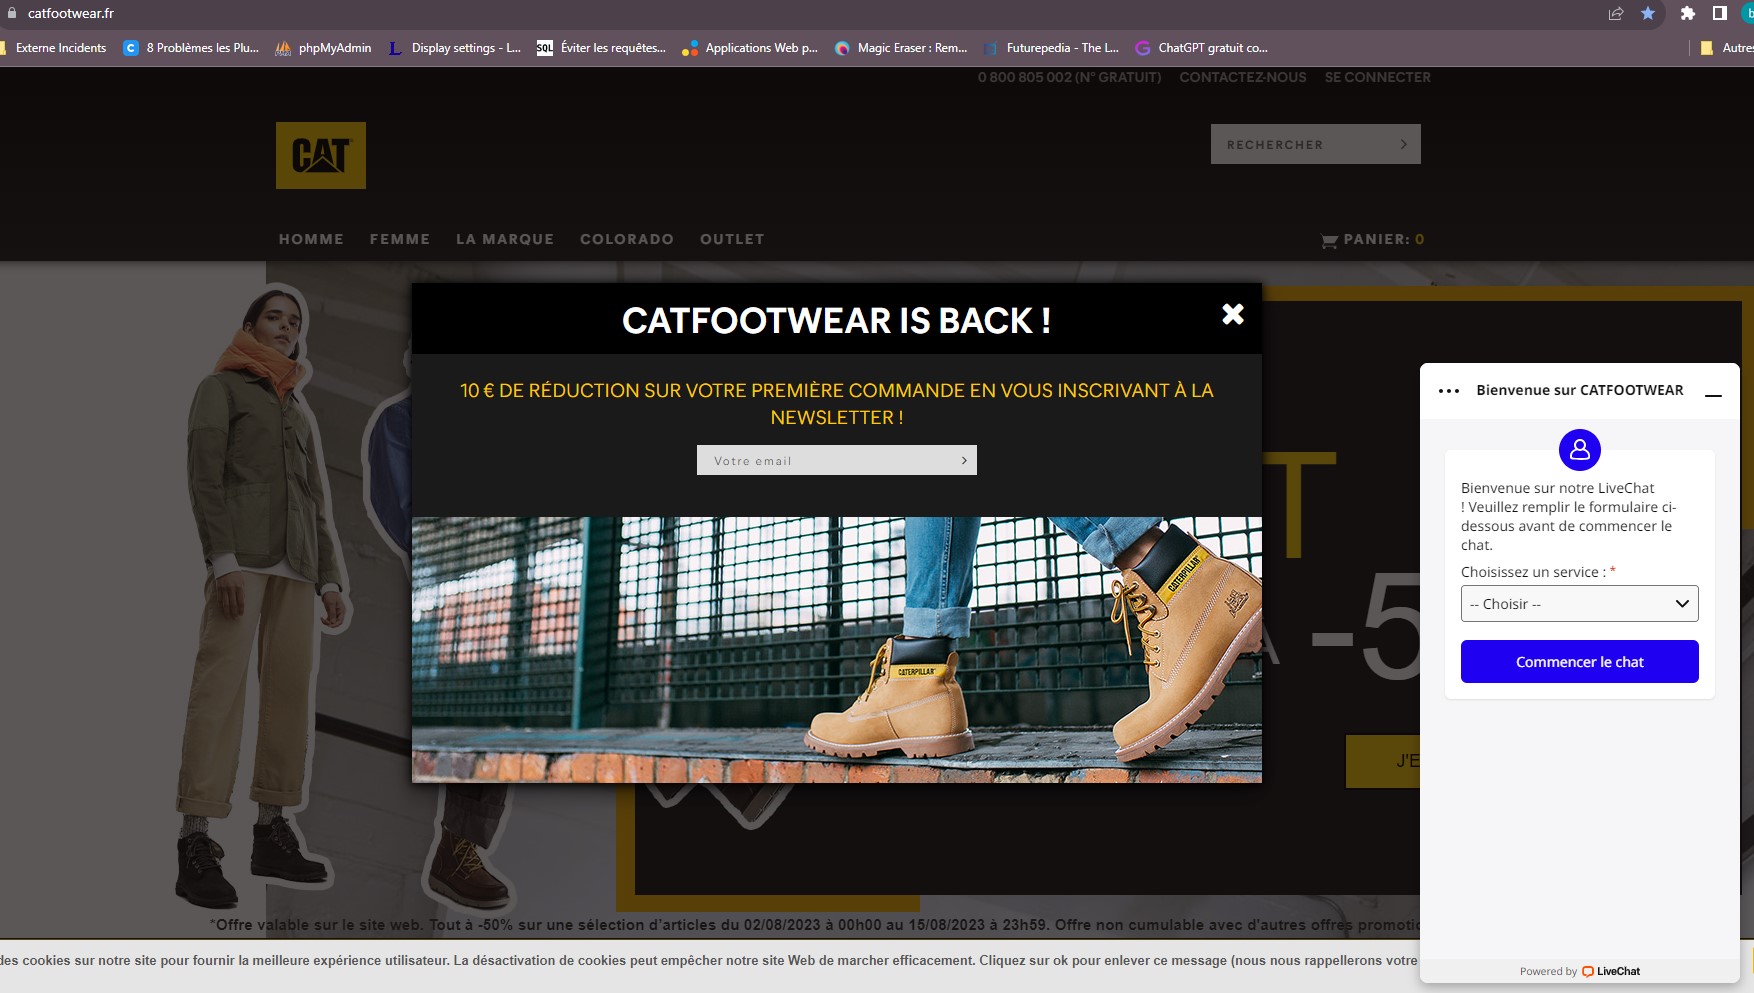 catfootwear.fr
Externe Incidents
8 Problèmes les Plu...
phpMyAdmin
Display settings - L...
SQL
Éviter les requêtes...
Applications Web p...
Magic Eraser : Rem...
Futurepedia - The L...
ChatGPT gratuit co...
Autres
0 800 805 002 (N° GRATUIT) CONTACTEZ-NOUS SE CONNECTER
CAT
RECHERCHER
HOMME FEMME LA MARQUE COLORADO OUTLET
PANIER: 0
CATFOOTWEAR IS BACK !
10 € DE RÉDUCTION SUR VOTRE PREMIÈRE COMMANDE EN VOUS INSCRIVANT À LA
NEWSLETTER !
Votre email
CATERPILLAR
CATERPILLAR
T
A -5
J'E
Bienvenue sur CATFOOTWEAR
Bienvenue sur notre LiveChat
! Veuillez remplir le formulaire ci-
dessous avant de commencer le
chat.
Choisissez un service : *
-- Choisir --
Commencer le chat
Powered by LiveChat
*Offre valable sur le site web. Tout à -50% sur une sélection d'articles du 02/08/2023 à 00h00 au 15/08/2023 à 23h59. Offre non cumulable avec d'autres offres promotic
des cookies sur notre site pour fournir la meilleure expérience utilisateur. La désactivation de cookies peut empêcher notre site Web de marcher efficacement. Cliquez sur ok pour enlever ce message (nous nous rappellerons votre